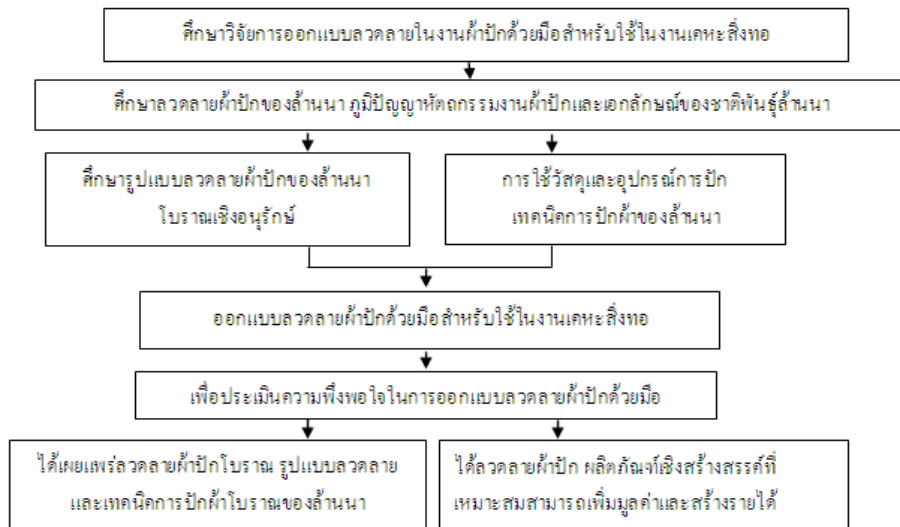 ศึกษาวิจัยการออกแบบลวดลายในงานผ้าปักด้วยมือสำหรับใช้ในงานเคหะสิ่งทอ
ศึกษาลวดลายผ้าปักของล้านนา ภูมิปัญญาหัตถกรรมงานผ้าปักและเอกลักษณ์ของชาติพันธุ์ล้านนา
ศึกษารูปแบบลวดลายผ้าปักของล้านนา
โบราณเชิงอนุรักษ์
การใช้วัสดุและอุปกรณ์การปัก
เทคนิคการปักผ้าของล้านนา
ออกแบบลวดลายผ้าปักด้วยมือสำหรับใช้ในงานเคหะสิ่งทอ
เพื่อประเมินความพึงพอใจในการออกแบบลวดลายผ้าปักด้วยมือ
ได้เผยแพร่ลวดลายผ้าปักโบราณ รูปแบบลวดลาย
และเทคนิคการปักผ้าโบราณของล้านนา
ได้ลวดลายผ้าปัก ผลิตภัณฑ์เชิงสร้างสรรค์ที่
เหมาะสมสามารถเพิ่มมูลค่าและสร้างรายได้